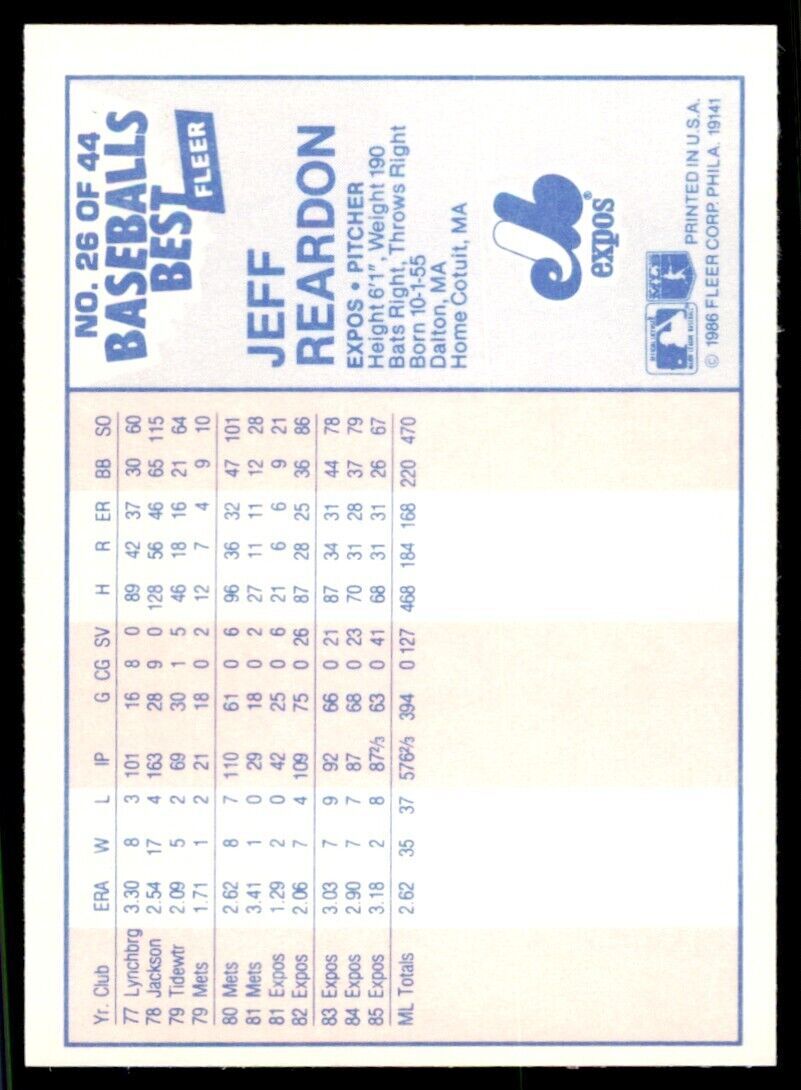 NO. 26 OF 44
BASEBALLS
BEST
FLEER
JEFF
REARDON
EXPOS • PITCHER
Height 6'1", Weight 190
Bats Right, Throws Right
Born 10-1-55
Dalton, MA
Home Cotuit, MA
expos®
PRINTED IN U.S.A.
© 1986 FLEER CORP. PHILA. 19141
Yr. Club ERA W L IP G CG SV H R ER BB SO
77 Lynchbrg 3.30 8 3 101 16 8 0 89 42 37 30 60
78 Jackson 2.54 17 4 163 28 9 0 128 56 46 65 115
79 Tidewtr 2.09 5 2 69 30 1 5 46 18 16 21 64
79 Mets 1.71 1 2 21 18 0 2 12 7 4 9 10
80 Mets 2.62 8 7 110 61 0 6 96 36 32 47 101
81 Mets 3.41 1 0 29 18 0 2 27 11 11 12 28
81 Expos 1.29 2 0 42 25 0 6 21 6 6 9 21
82 Expos 2.06 7 4 109 75 0 26 87 28 25 36 86
83 Expos 3.03 7 9 92 66 0 21 87 34 31 44 78
84 Expos 2.90 7 7 87 68 0 23 70 31 28 37 79
85 Expos 3.18 2 8 87⅔ 63 0 41 68 31 31 26 67
ML Totals 2.62 35 37 576⅔ 394 0 127 468 184 168 220 470